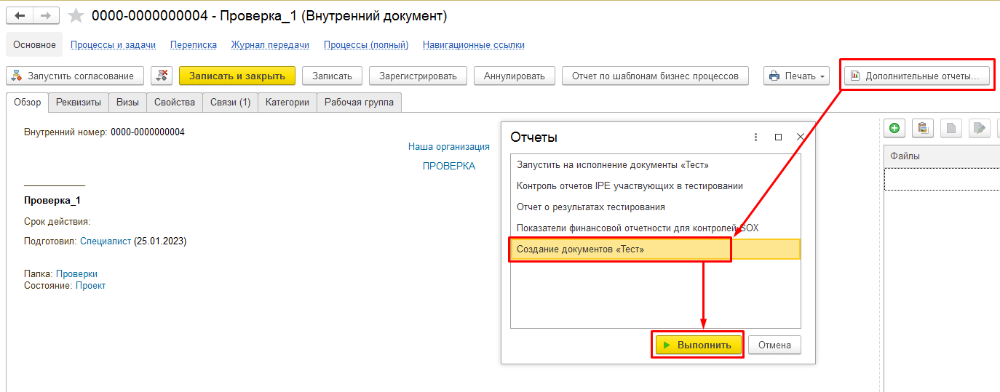 0000-0000000004 - Проверка_1 (Внутренний документ)
Основное Процессы и задачи Переписка Журнал передачи Процессы (полный) Навигационные ссылки
Запустить согласование Записать и закрыть Записать Зарегистрировать Аннулировать Отчет по шаблонам бизнес процессов Печать Дополнительные отчеты...
Обзор Реквизиты Визы Свойства Связи (1) Категории Рабочая группа
Внутренний номер: 0000-0000000004
Наша организация
ПРОВЕРКА
Проверка_1
Срок действия:
Подготовил: Специалист (25.01.2023)
Папка: Проверки
Состояние: Проект
Отчеты
Запустить на исполнение документы «Тест»
Контроль отчетов IPE участвующих в тестировании
Отчет о результатах тестирования
Показатели финансовой отчетности для контролей SOX
Создание документов «Тест»
Выполнить Отмена
Файлы